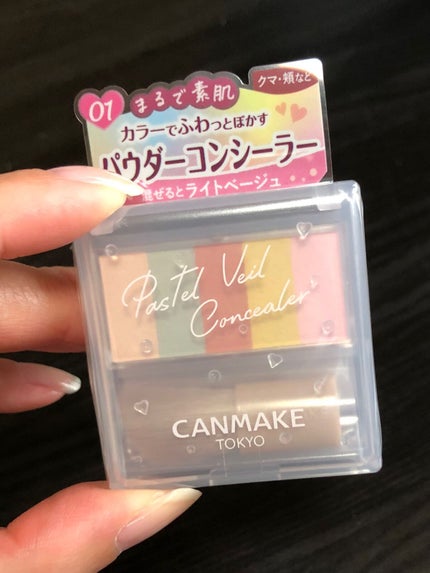 01 まるで素肌
クマ・頬など
カラーでふわっとぼかす
パウダーコンシーラー
混ぜるとライトベージュ
Pastel Veil
Concealer
CANMAKE
TOKYO